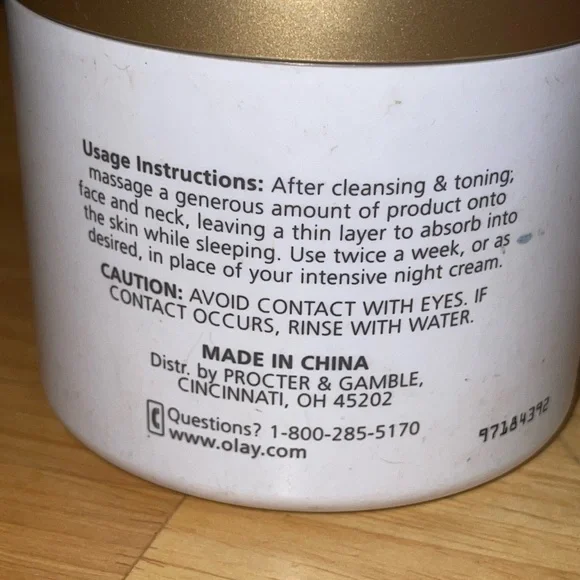 Usage Instructions: After cleansing & toning;
massage a generous amount of product onto
face and neck, leaving a thin layer to absorb into
the skin while sleeping. Use twice a week, or as
desired, in place of your intensive night cream.
CAUTION: AVOID CONTACT WITH EYES. IF
CONTACT OCCURS, RINSE WITH WATER.
MADE IN CHINA
Distr. by PROCTER & GAMBLE,
CINCINNATI, OH 45202
Questions? 1-800-285-5170
www.olay.com
97184392